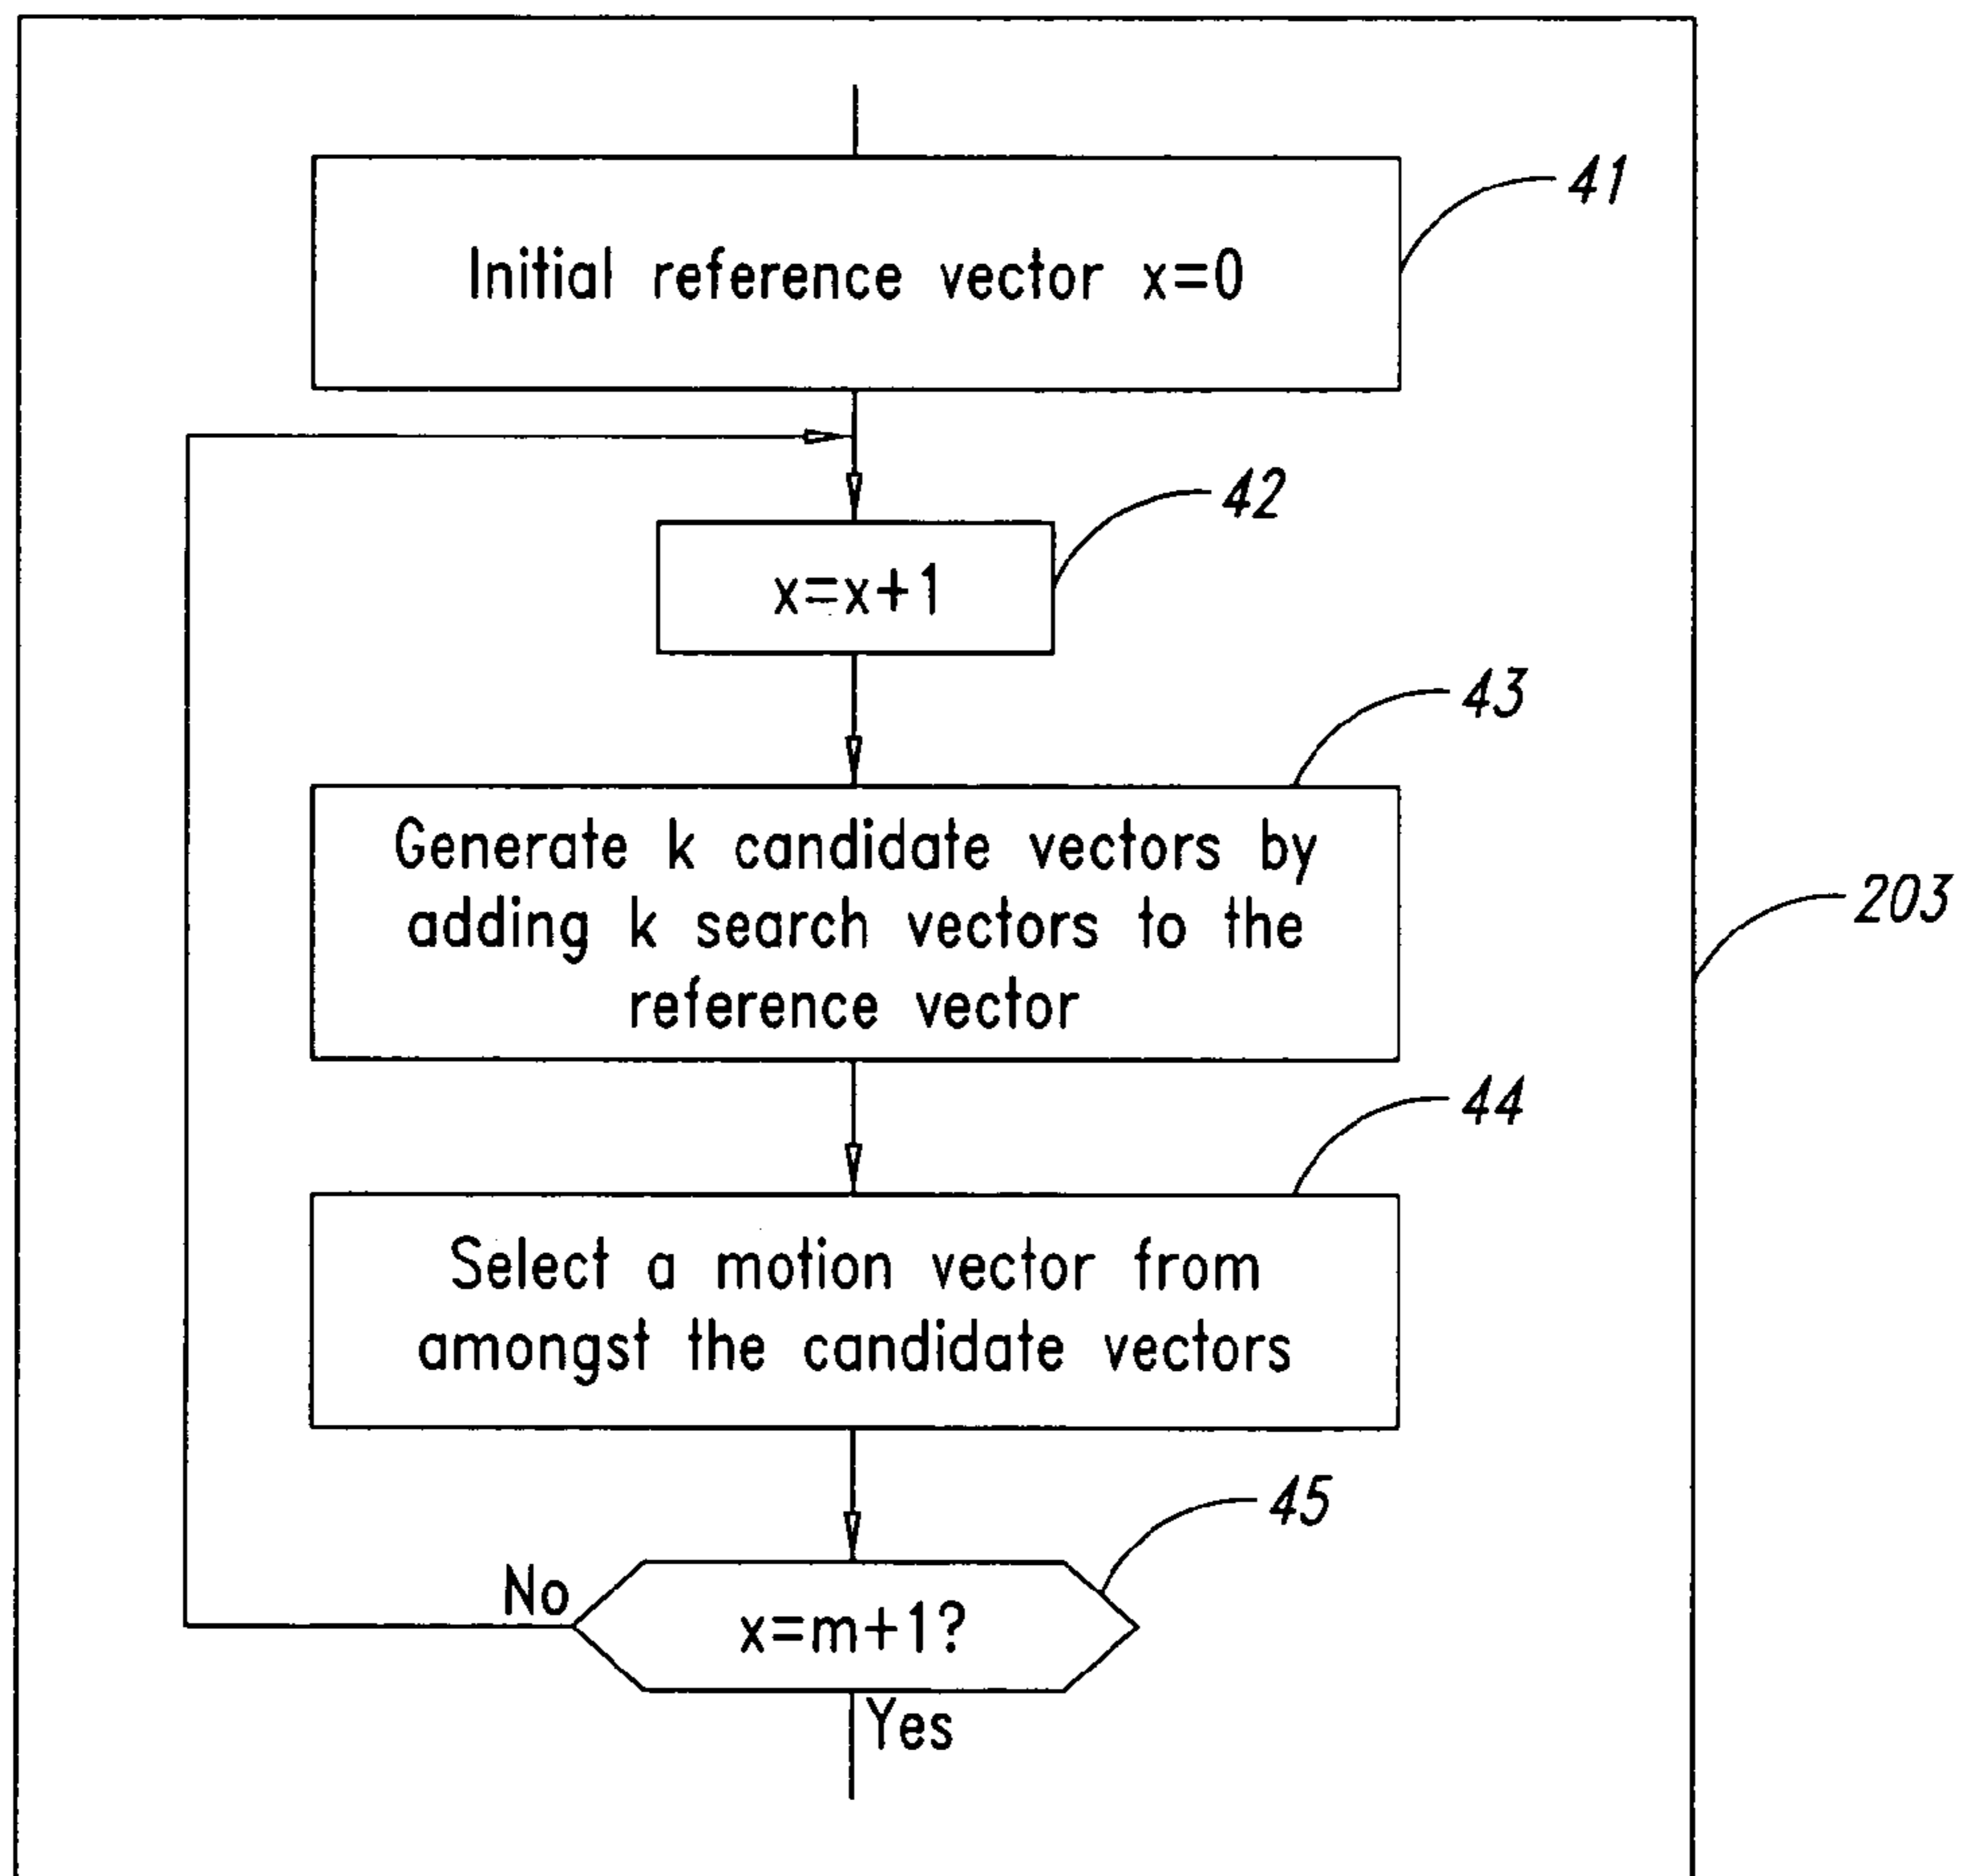 41
Initial reference vector x=0
42
x=x+1
43
Generate k candidate vectors by
adding k search vectors to the
reference vector
203
44
Select a motion vector from
amongst the candidate vectors
45
No
x=m+1?
Yes